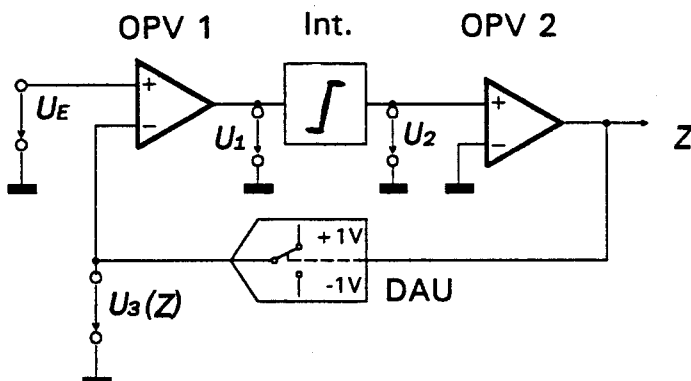 OPV 1
Int.
OPV 2
+
−
U_E
U_1
U_2
+
−
Z
+1V
-1V
DAU
U_3(Z)